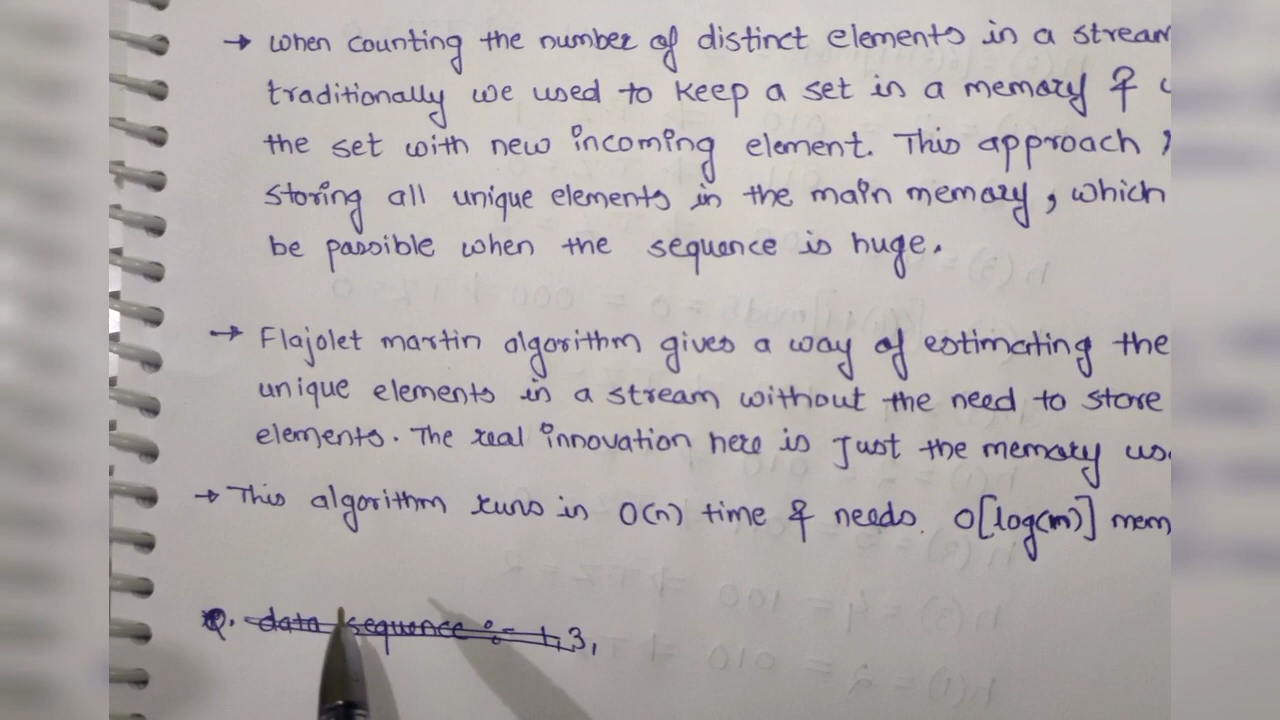 → When counting the number of distinct elements in a stream
traditionally we used to keep a set in a memory &
the set with new incoming element. This approach
storing all unique elements in the main memory, which
be possible when the sequence is huge.
→ Flajolet martin algorithm gives a way of estimating the
unique elements in a stream without the need to store
elements. The real innovation here is Just the memory us
→ This algorithm runs in O(n) time & needs. O[log(m)] mem
Q. data sequence :- 1, 3,